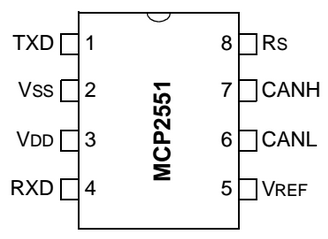 TXD 1 8 RS
VSS 2 7 CANH
VDD 3 6 CANL
RXD 4 5 VREF
MCP2551